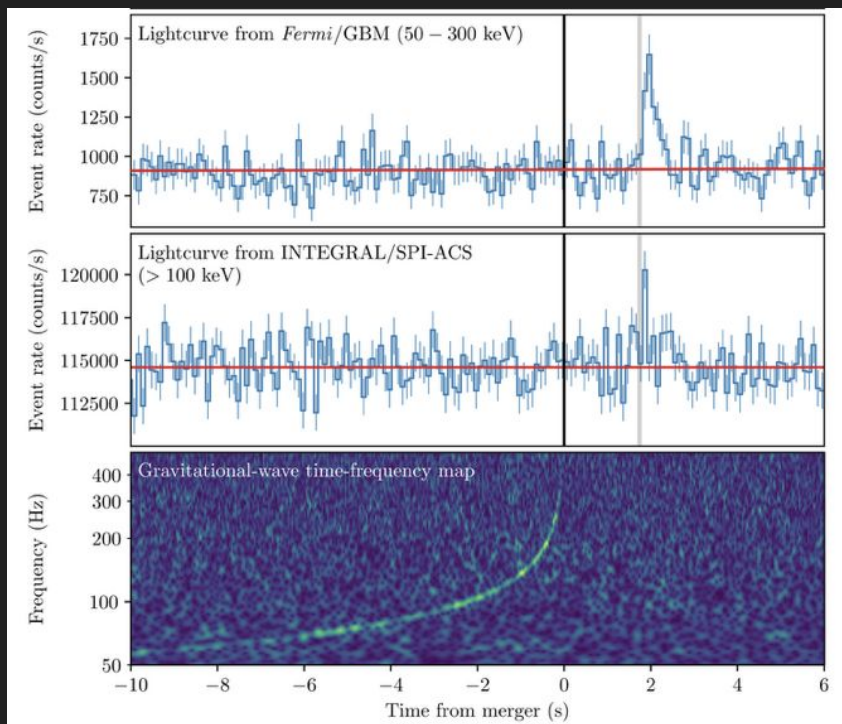 Lightcurve from Fermi/GBM (50 – 300 keV)
1750
1500
1250
1000
750
Event rate (counts/s)
Lightcurve from INTEGRAL/SPI-ACS
(> 100 keV)
120000
117500
115000
112500
Event rate (counts/s)
Gravitational-wave time-frequency map
400
300
200
100
50
Frequency (Hz)
−10 −8 −6 −4 −2 0 2 4 6
Time from merger (s)